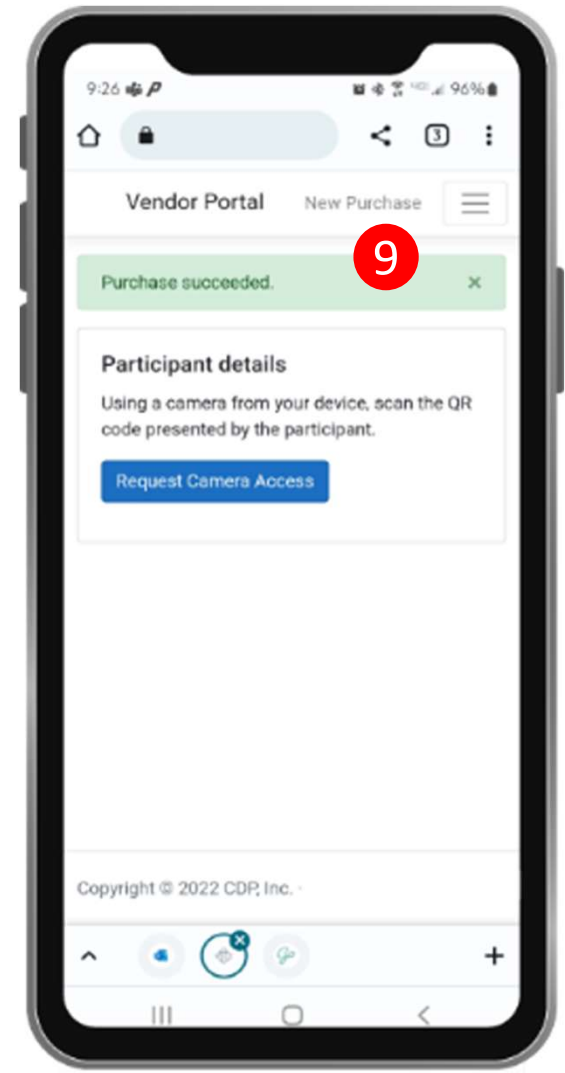 9:26
96%
3
Vendor Portal New Purchase
9
Purchase succeeded. ×
Participant details
Using a camera from your device, scan the QR
code presented by the participant.
Request Camera Access
Copyright © 2022 CDP, Inc. ·